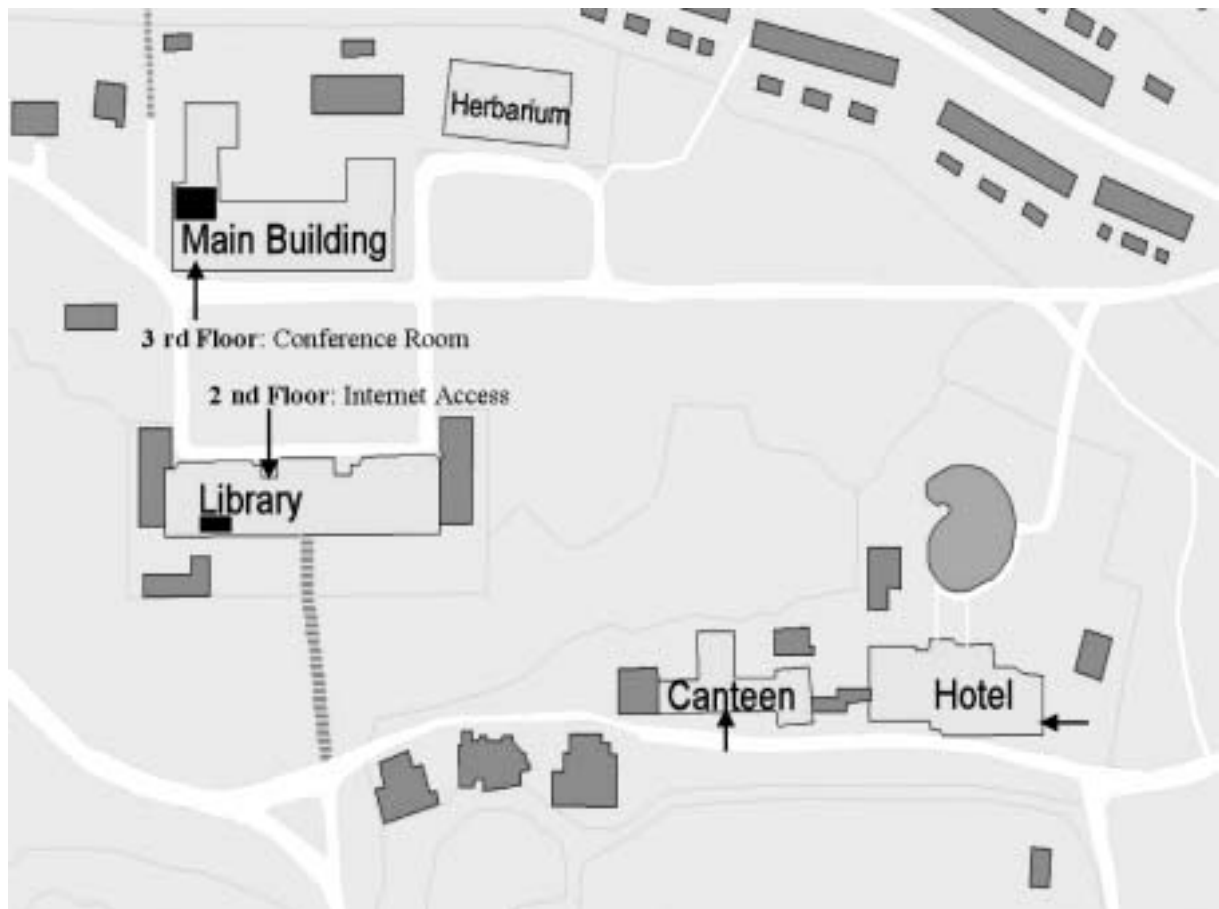 Herbarium
Main Building
3 rd Floor: Conference Room
2 nd Floor: Internet Access
Library
Canteen
Hotel